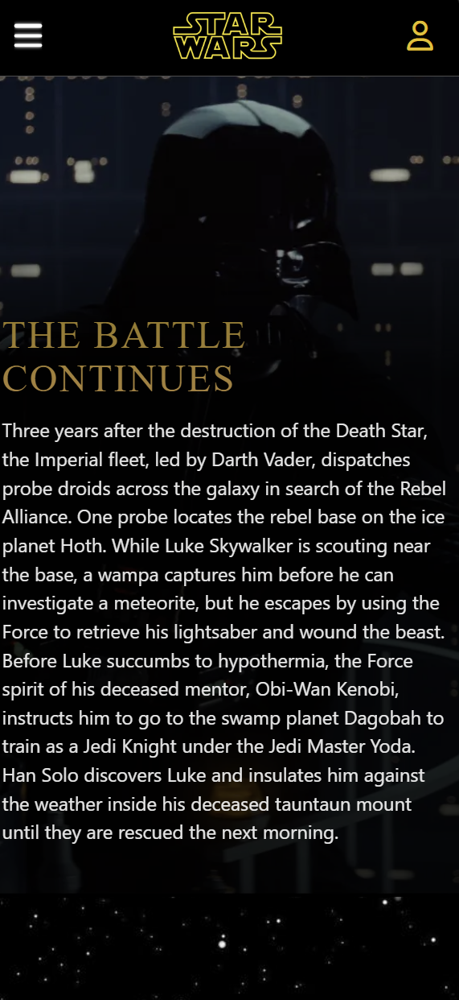 STAR
WARS
THE BATTLE
CONTINUES
Three years after the destruction of the Death Star,
the Imperial fleet, led by Darth Vader, dispatches
probe droids across the galaxy in search of the Rebel
Alliance. One probe locates the rebel base on the ice
planet Hoth. While Luke Skywalker is scouting near
the base, a wampa captures him before he can
investigate a meteorite, but he escapes by using the
Force to retrieve his lightsaber and wound the beast.
Before Luke succumbs to hypothermia, the Force
spirit of his deceased mentor, Obi-Wan Kenobi,
instructs him to go to the swamp planet Dagobah to
train as a Jedi Knight under the Jedi Master Yoda.
Han Solo discovers Luke and insulates him against
the weather inside his deceased tauntaun mount
until they are rescued the next morning.